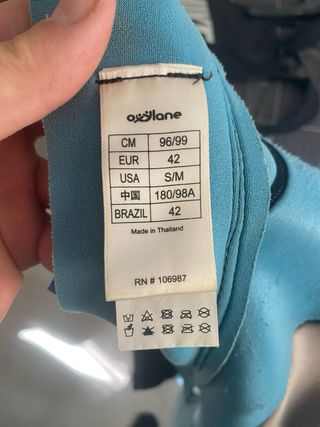 oxylane
CM 96/99
EUR 42
USA S/M
中国 180/98A
BRAZIL 42
Made in Thailand
RN # 106987